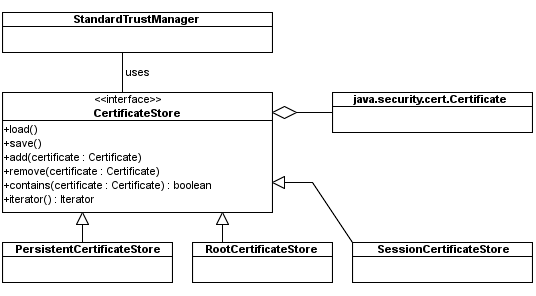 StandardTrustManager
uses
<<interface>>
CertificateStore
java.security.cert.Certificate
+load()
+save()
+add(certificate : Certificate)
+remove(certificate : Certificate)
+contains(certificate : Certificate) : boolean
+iterator() : Iterator
PersistentCertificateStore
RootCertificateStore
SessionCertificateStore